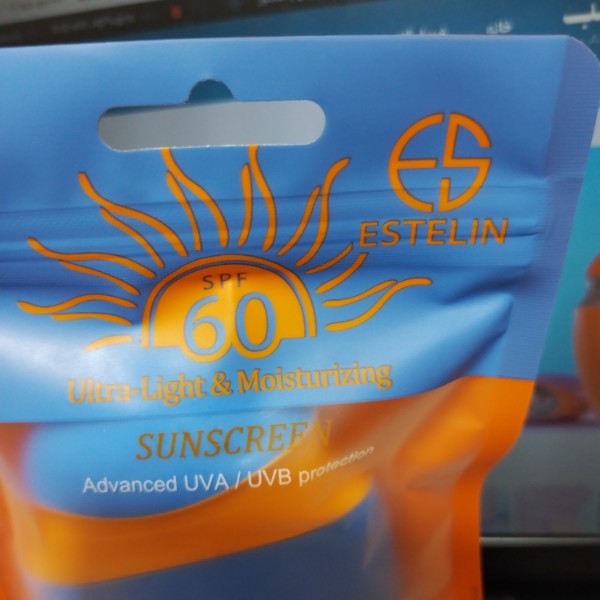 ES
ESTELIN
SPF
60
Ultra-Light & Moisturizing
SUNSCREEN
Advanced UVA / UVB protection